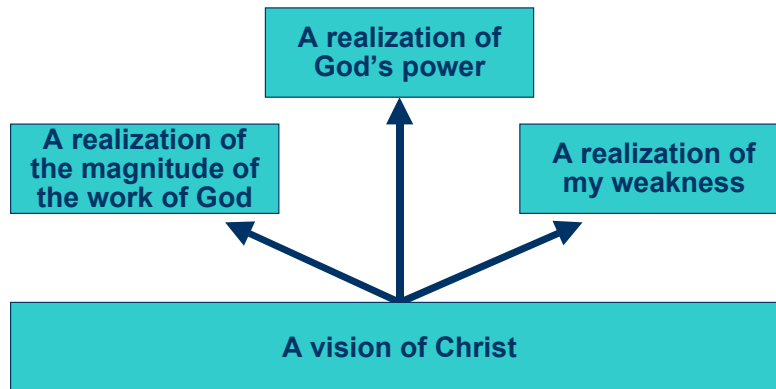 A realization of
God's power
A realization of
the magnitude of
the work of God
A realization of
my weakness
A vision of Christ